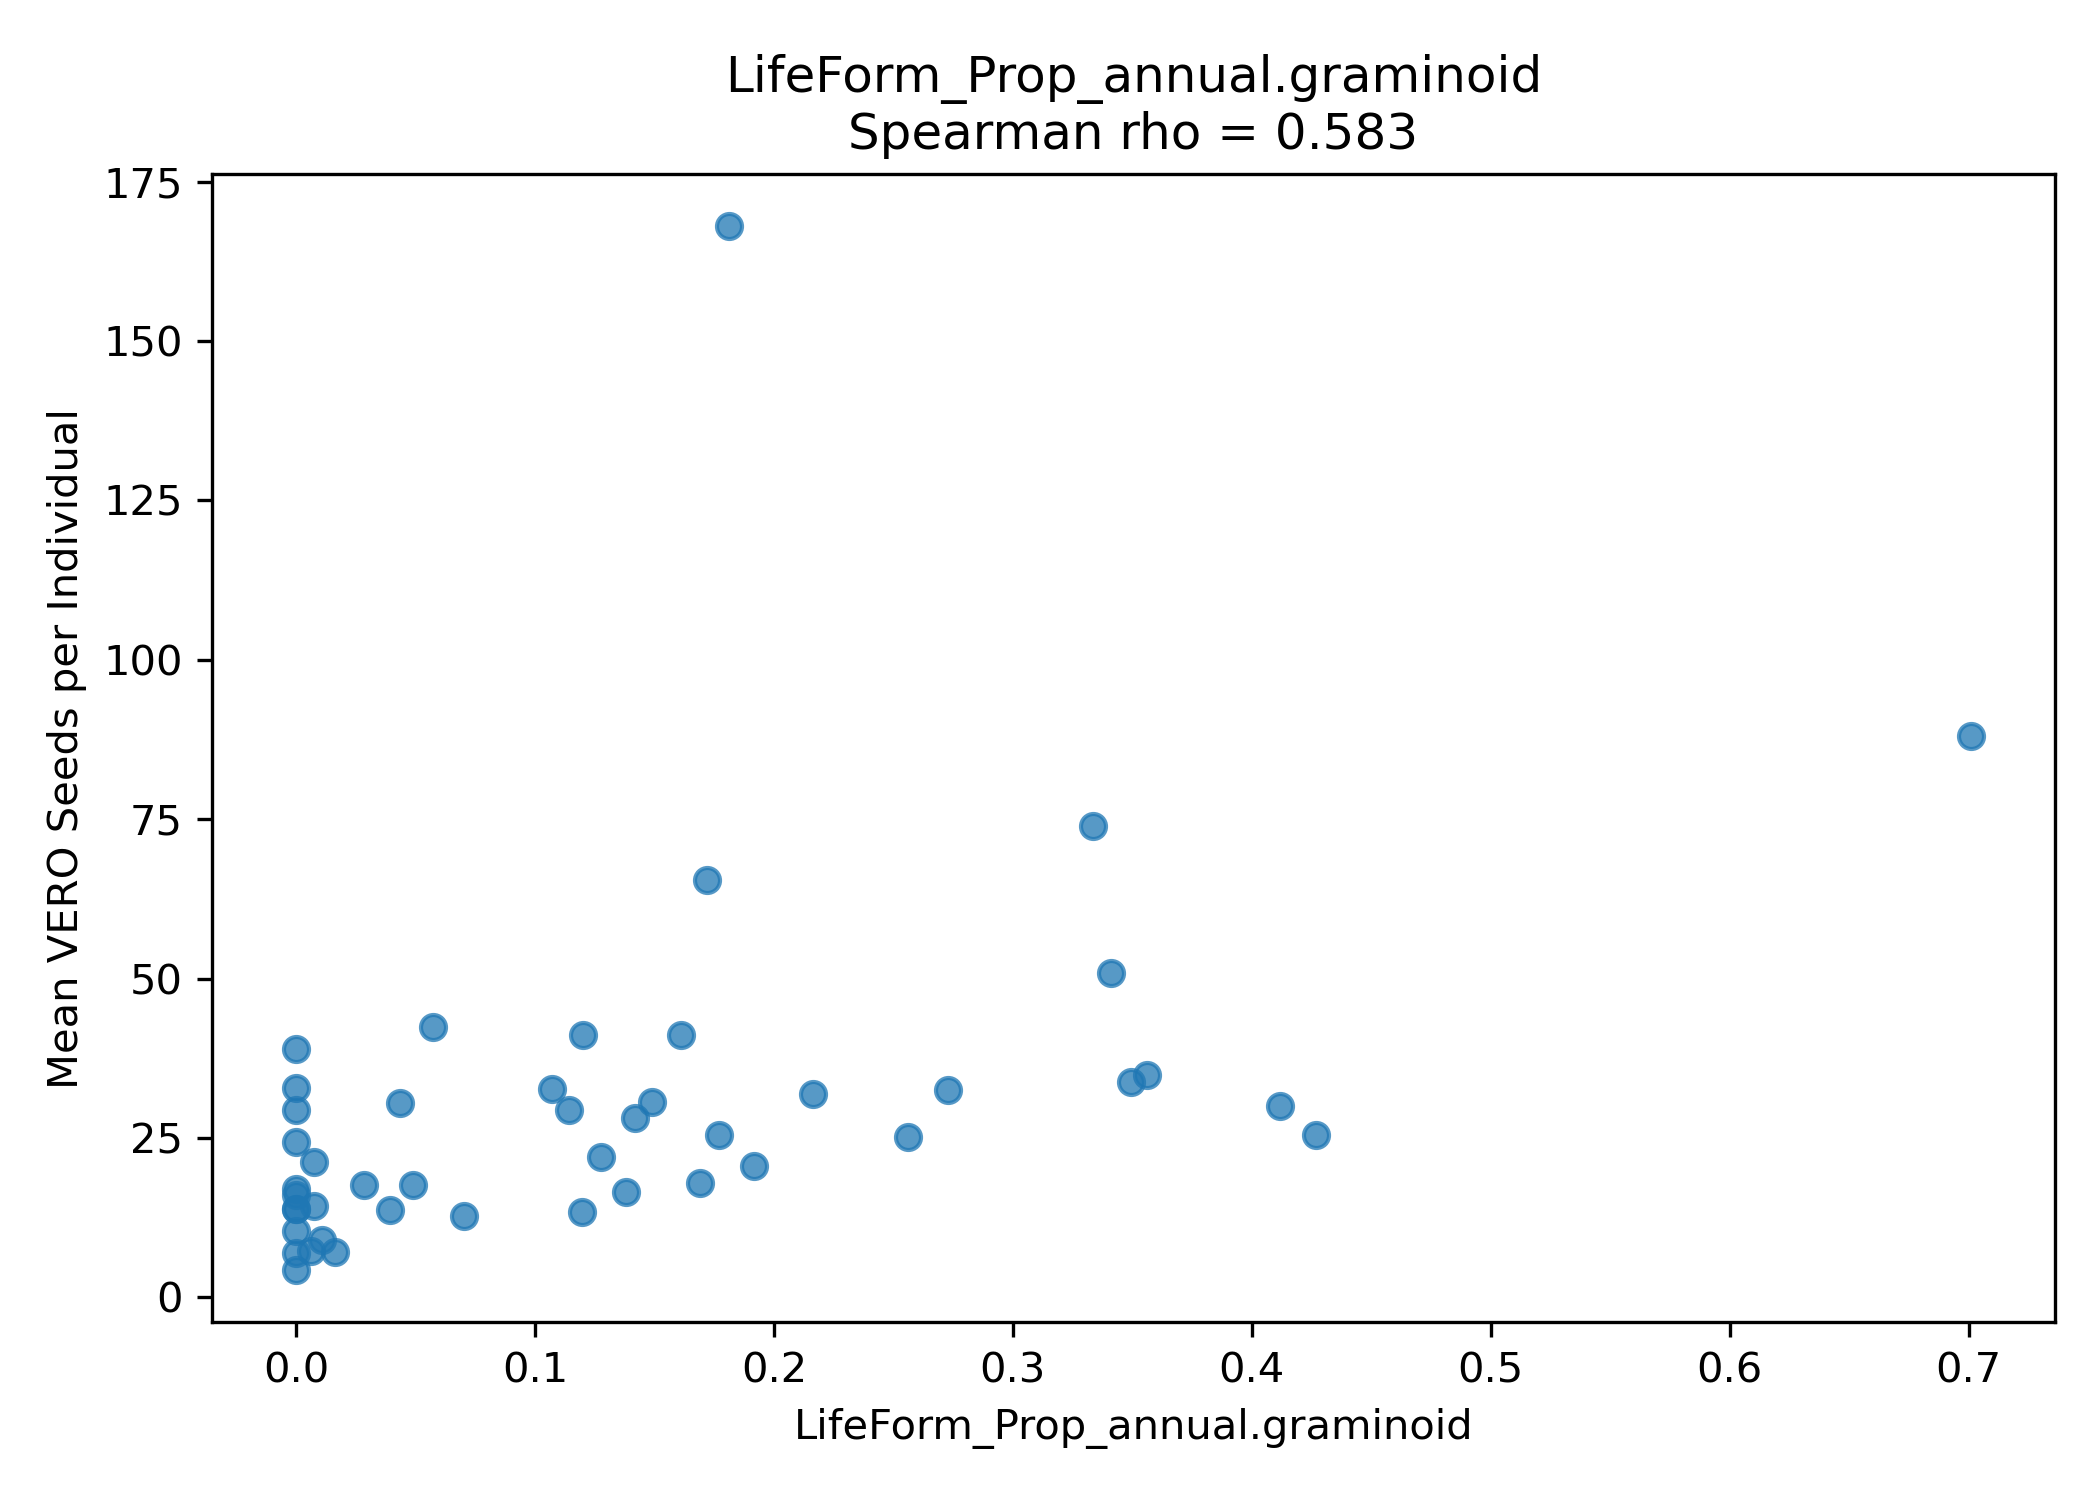 LifeForm_Prop_annual.graminoid
Spearman rho = 0.583
175
150
125
100
75
50
25
0
Mean VERO Seeds per Individual
0.0 0.1 0.2 0.3 0.4 0.5 0.6 0.7
LifeForm_Prop_annual.graminoid